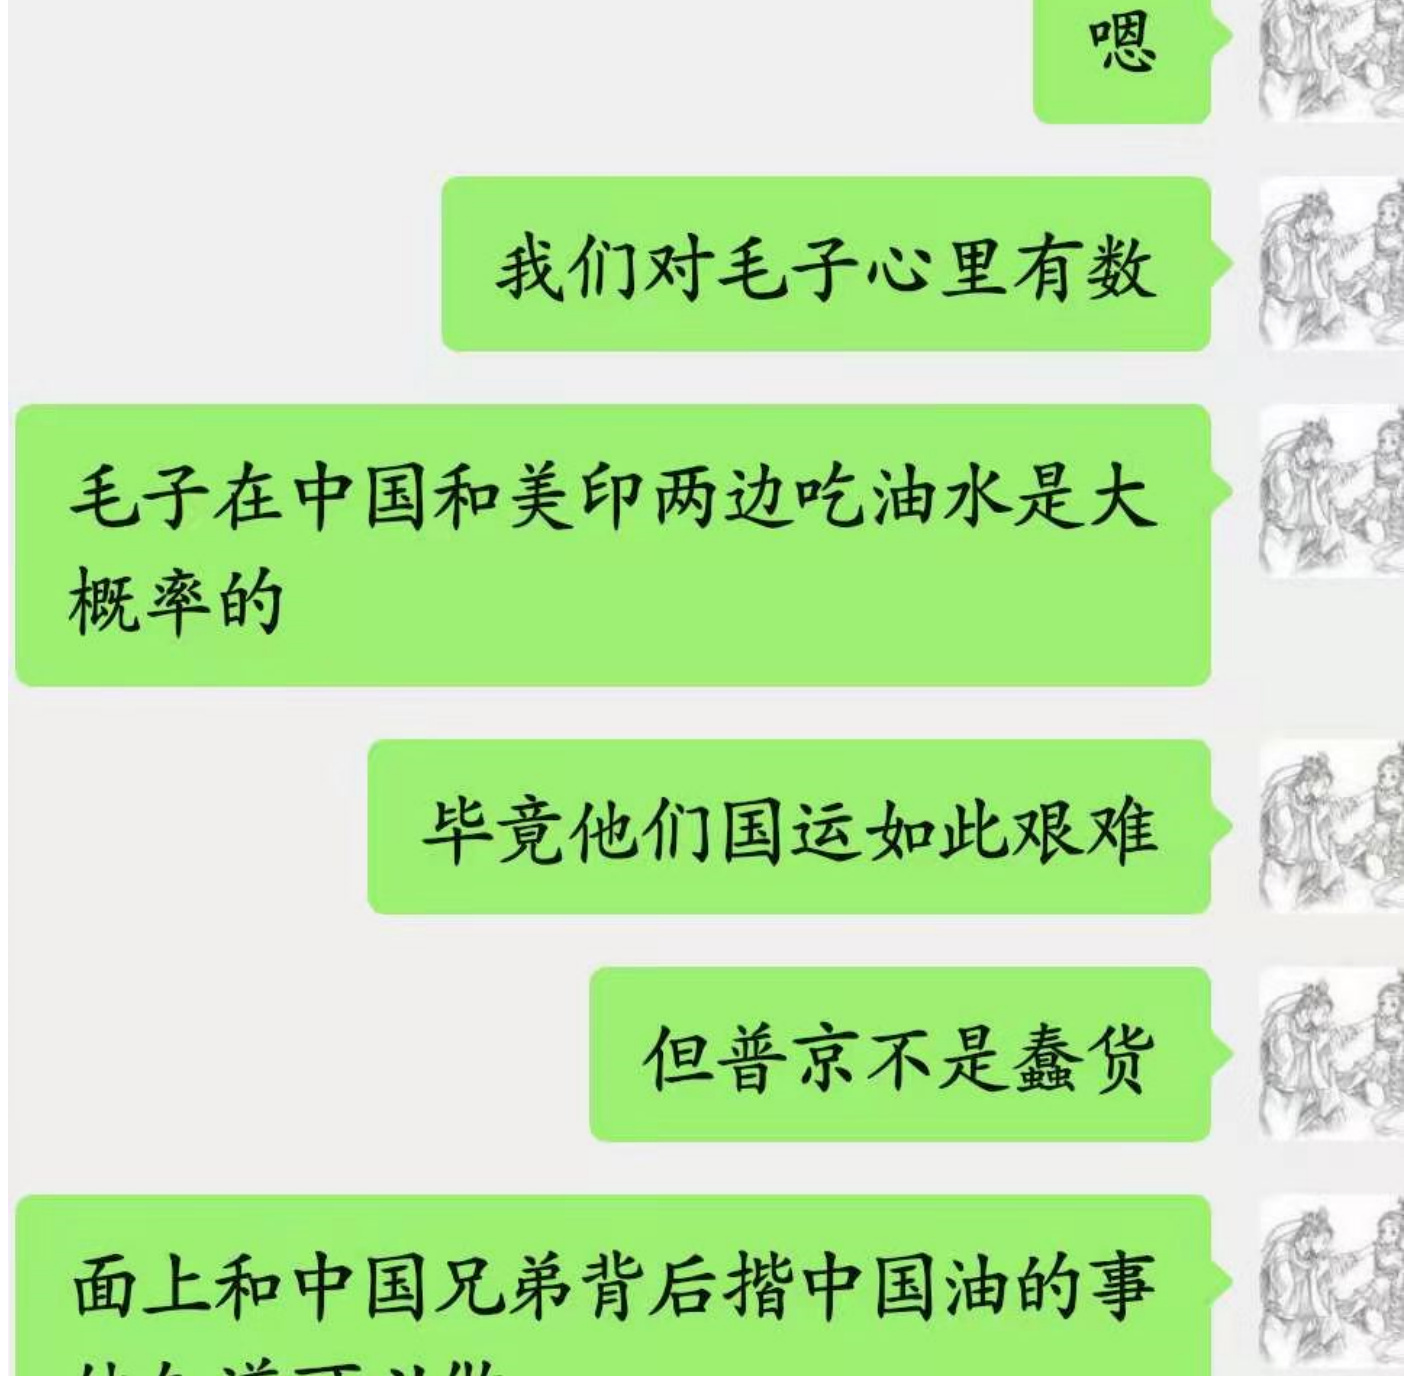 嗯
我们对毛子心里有数
毛子在中国和美印两边吃油水是大
概率的
毕竟他们国运如此艰难
但普京不是蠢货
面上和中国兄弟背后揩中国油的事